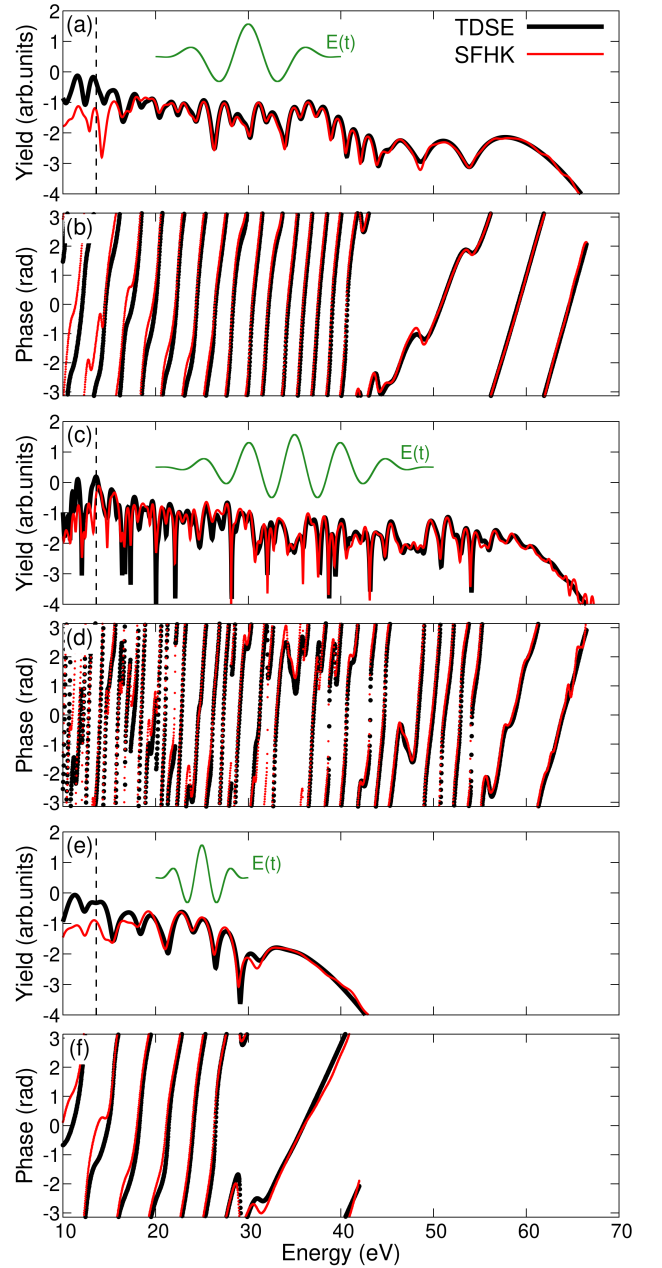 (a)
E(t)
TDSE
SFHK
Yield (arb.units)
2
1
0
-1
-2
-3
-4
(b)
Phase (rad)
3
2
1
0
-1
-2
-3
(c)
E(t)
Yield (arb.units)
2
1
0
-1
-2
-3
-4
(d)
Phase (rad)
3
2
1
0
-1
-2
-3
(e)
E(t)
Yield (arb.units)
2
1
0
-1
-2
-3
-4
(f)
Phase (rad)
3
2
1
0
-1
-2
-3
10 20 30 40 50 60 70
Energy (eV)